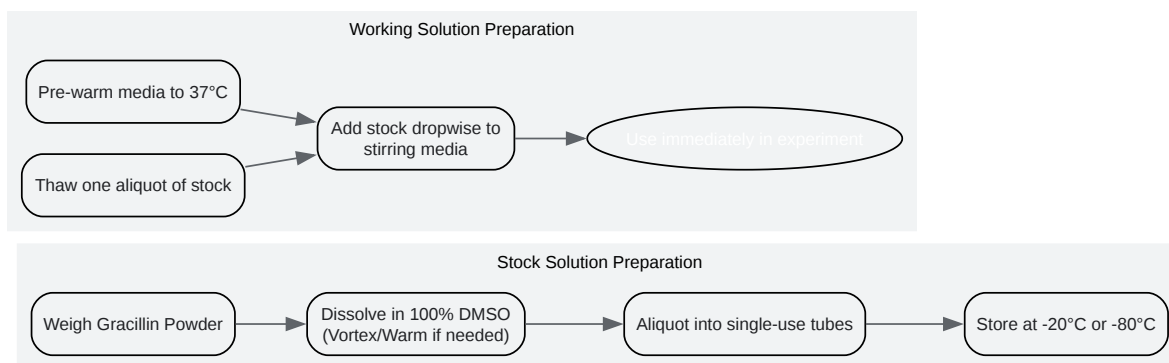 Working Solution Preparation
Pre-warm media to 37°C
Thaw one aliquot of stock
Add stock dropwise to
stirring media
Use immediately in experiment
Stock Solution Preparation
Weigh Gracillin Powder
Dissolve in 100% DMSO
(Vortex/Warm if needed)
Aliquot into single-use tubes
Store at -20°C or -80°C